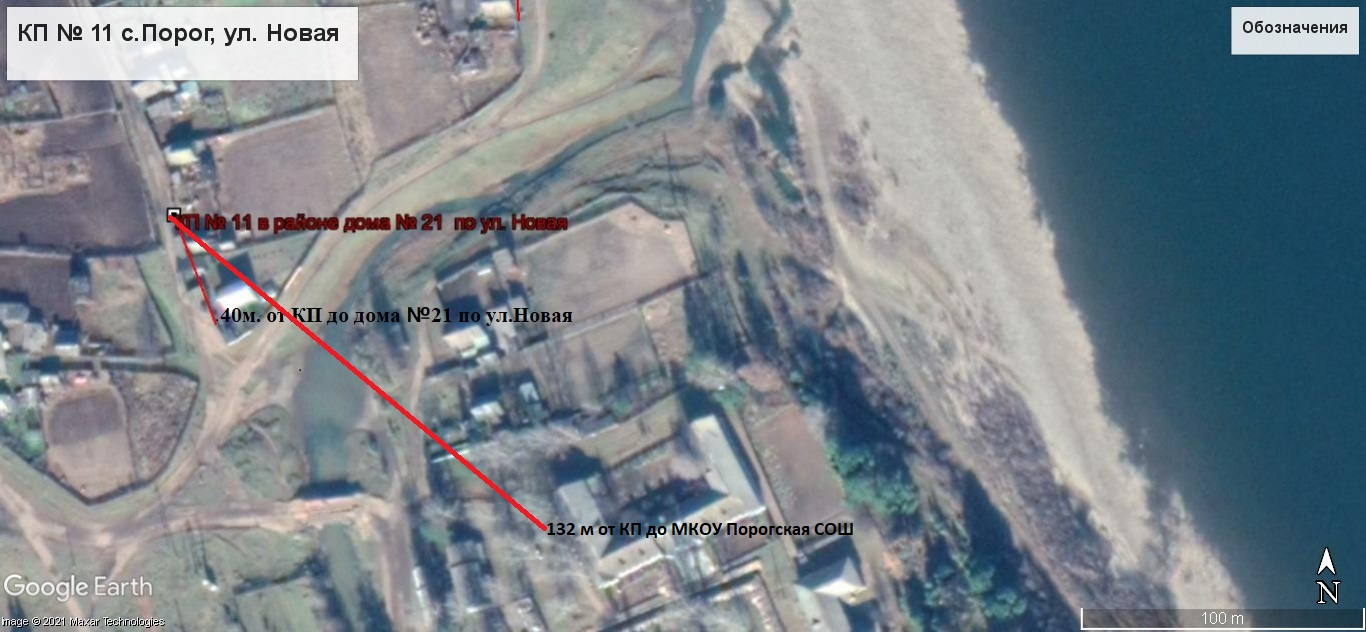 КП № 11 с.Порог, ул. Новая
Обозначения
КП № 11 в районе дома № 21 по ул. Новая
40м. от КП до дома №21 по ул.Новая
132 м от КП до МКОУ Порогская СОШ
Google Earth
N
100 m
Image © 2021 Maxar Technologies